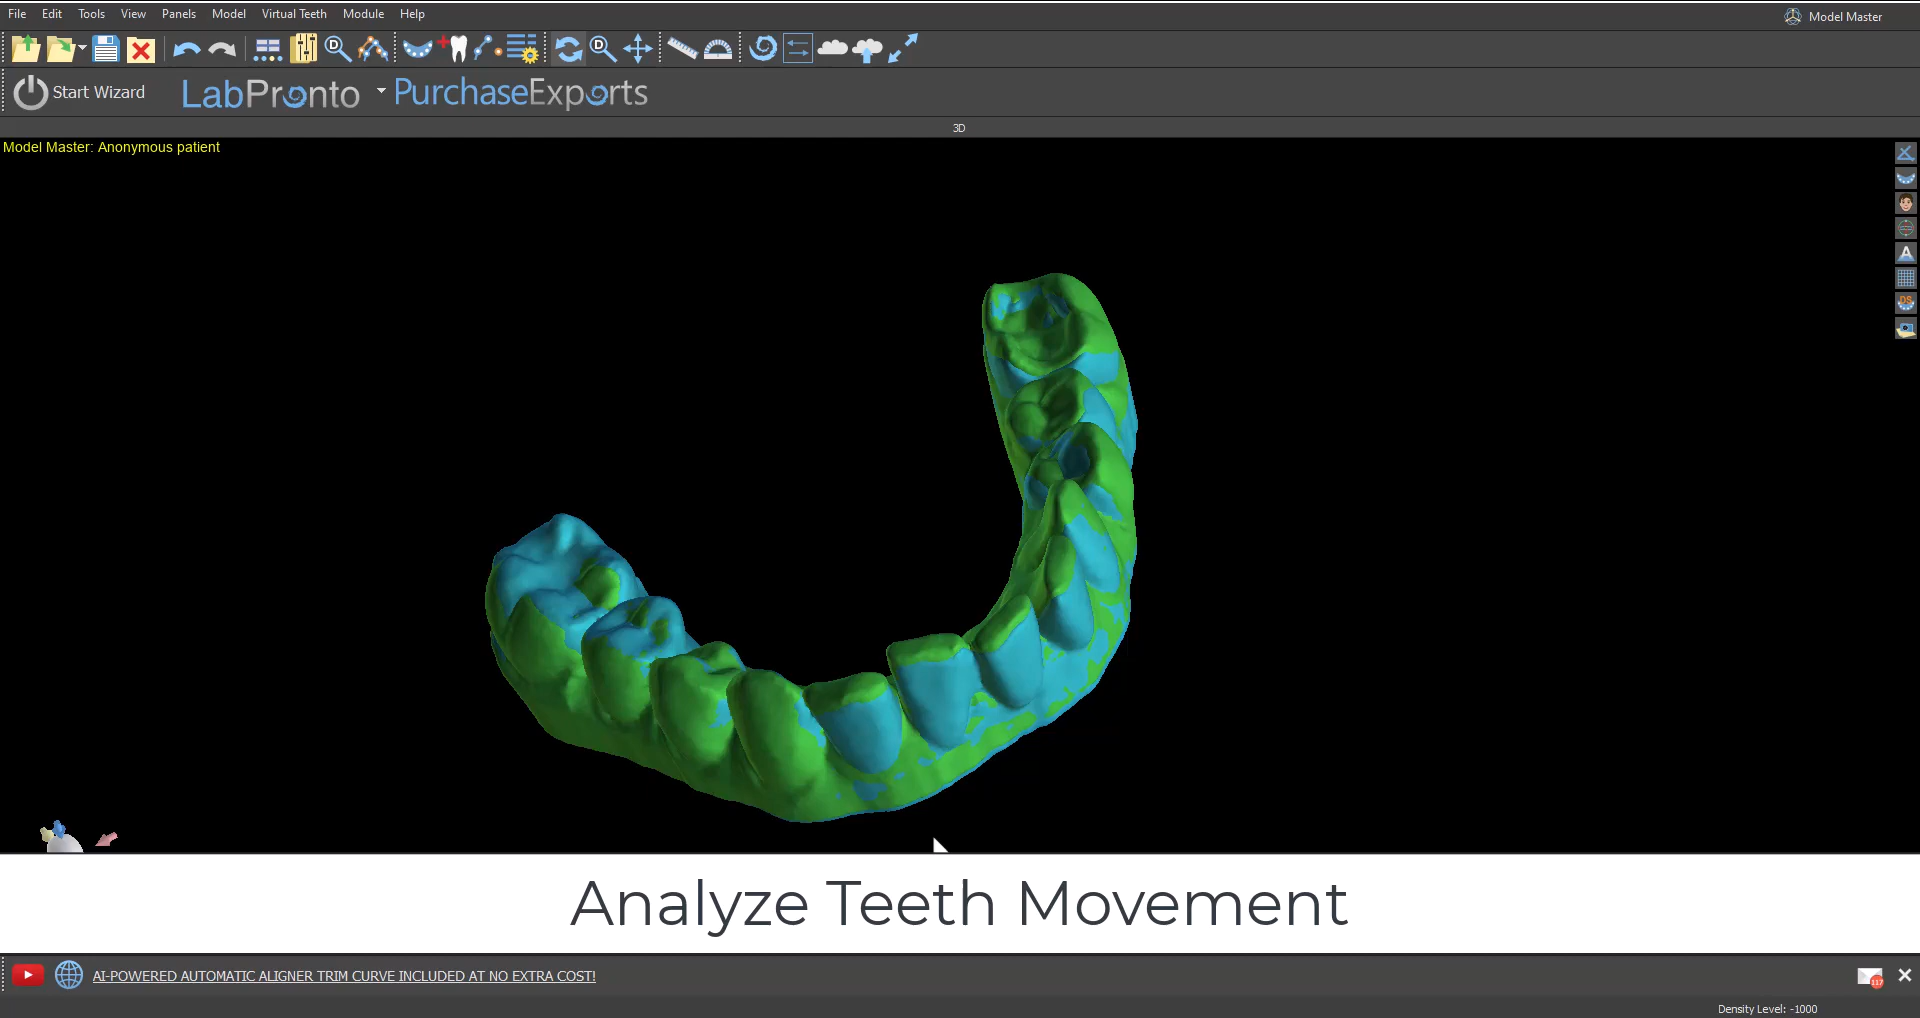 File Edit Tools View Panels Model Virtual Teeth Module Help
Model Master
Start Wizard LabPronto PurchaseExports
3D
Model Master: Anonymous patient
DS
Analyze Teeth Movement
AI-POWERED AUTOMATIC ALIGNER TRIM CURVE INCLUDED AT NO EXTRA COST!
117
Density Level: -1000